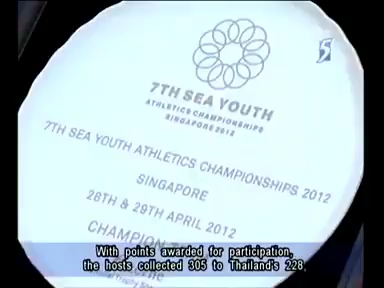 5
7TH SEA YOUTH
ATHLETICS CHAMPIONSHIPS
SINGAPORE 2012
7TH SEA YOUTH ATHLETICS CHAMPIONSHIPS 2012
SINGAPORE
28TH & 29TH APRIL 2012
CHAMPION
With points awarded for participation,
the hosts collected 305 to Thailand's 228,